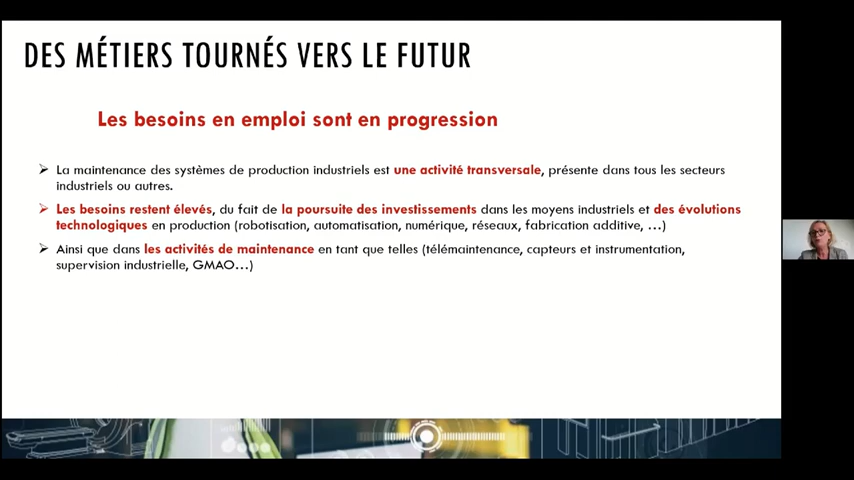 DES MÉTIERS TOURNÉS VERS LE FUTUR
Les besoins en emploi sont en progression
La maintenance des systèmes de production industriels est une activité transversale, présente dans tous les secteurs
industriels ou autres.
Les besoins restent élevés, du fait de la poursuite des investissements dans les moyens industriels et des évolutions
technologiques en production (robotisation, automatisation, numérique, réseaux, fabrication additive, …)
Ainsi que dans les activités de maintenance en tant que telles (télémaintenance, capteurs et instrumentation,
supervision industrielle, GMAO…)